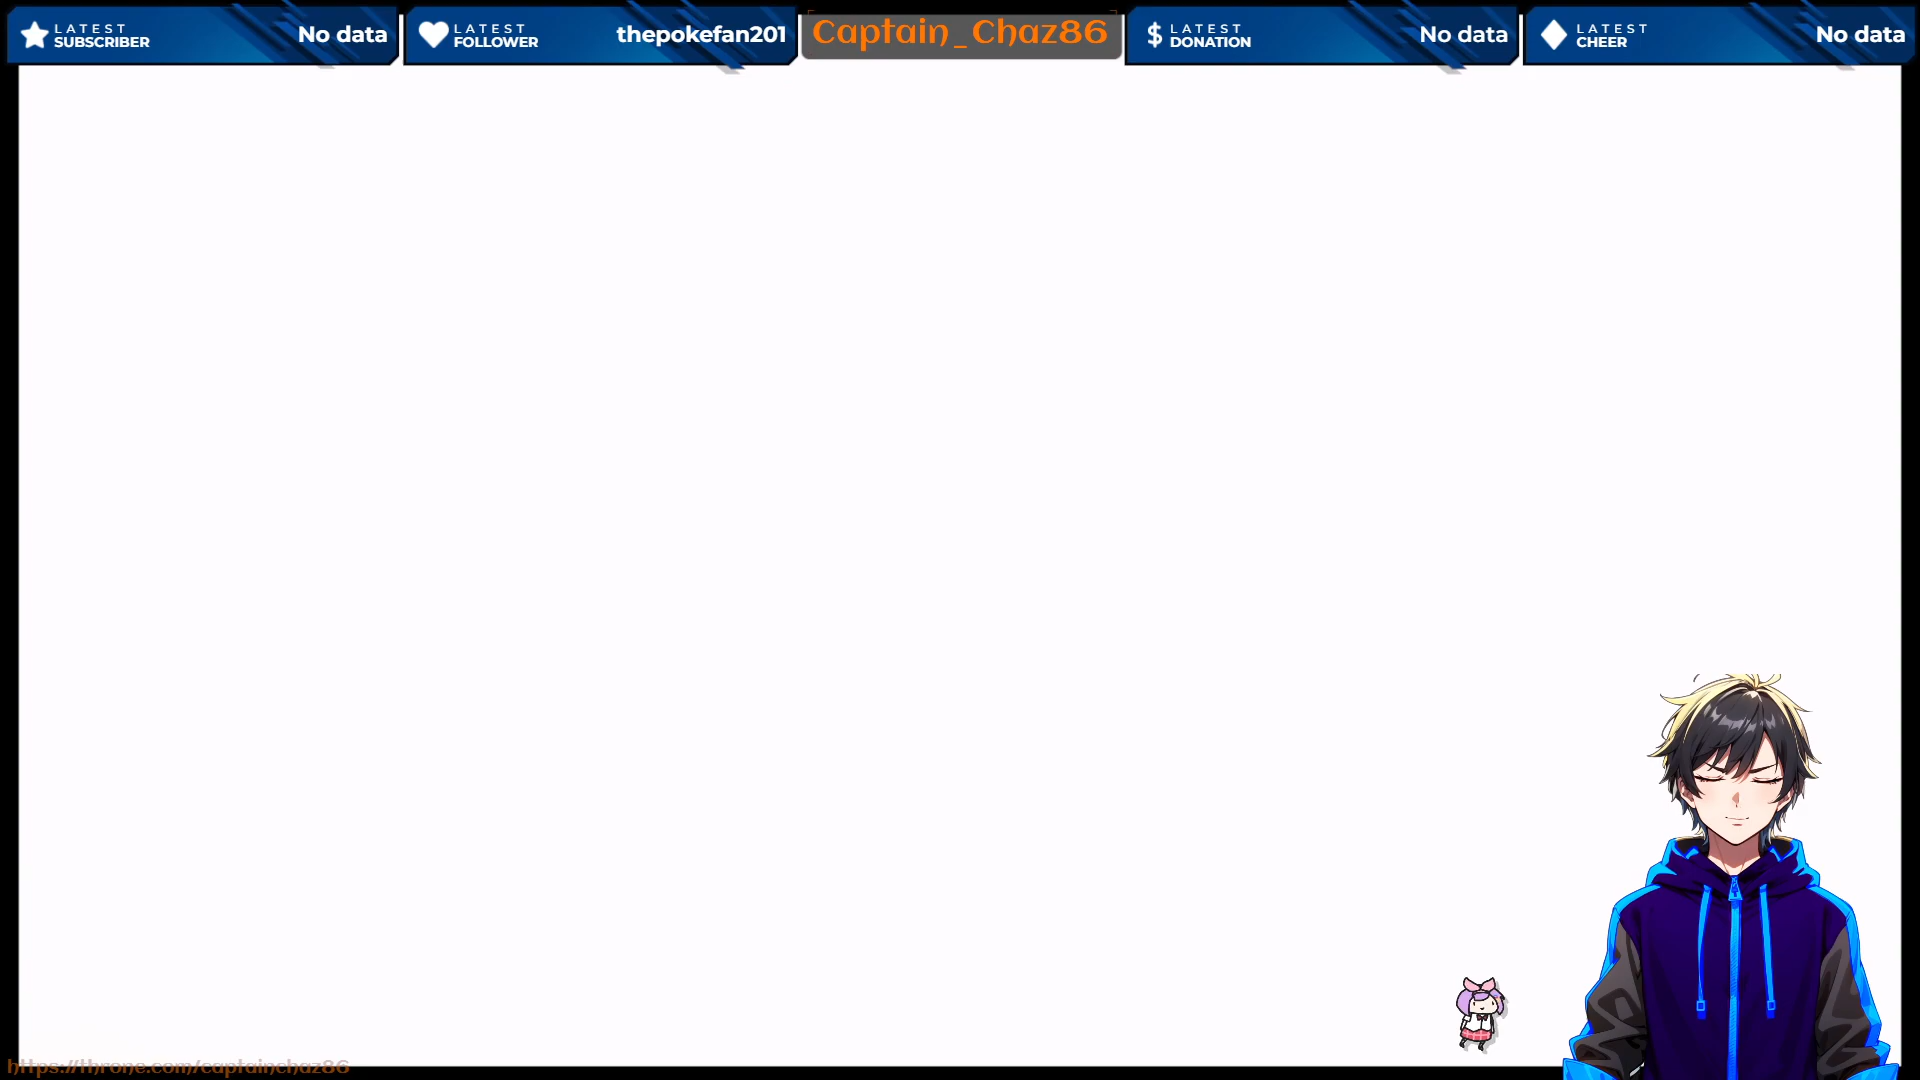 LATEST
SUBSCRIBER
No data
LATEST
FOLLOWER
thepokefan201
Captain_Chaz86
$
LATEST
DONATION
No data
LATEST
CHEER
No data
https://throne.com/captainchaz86